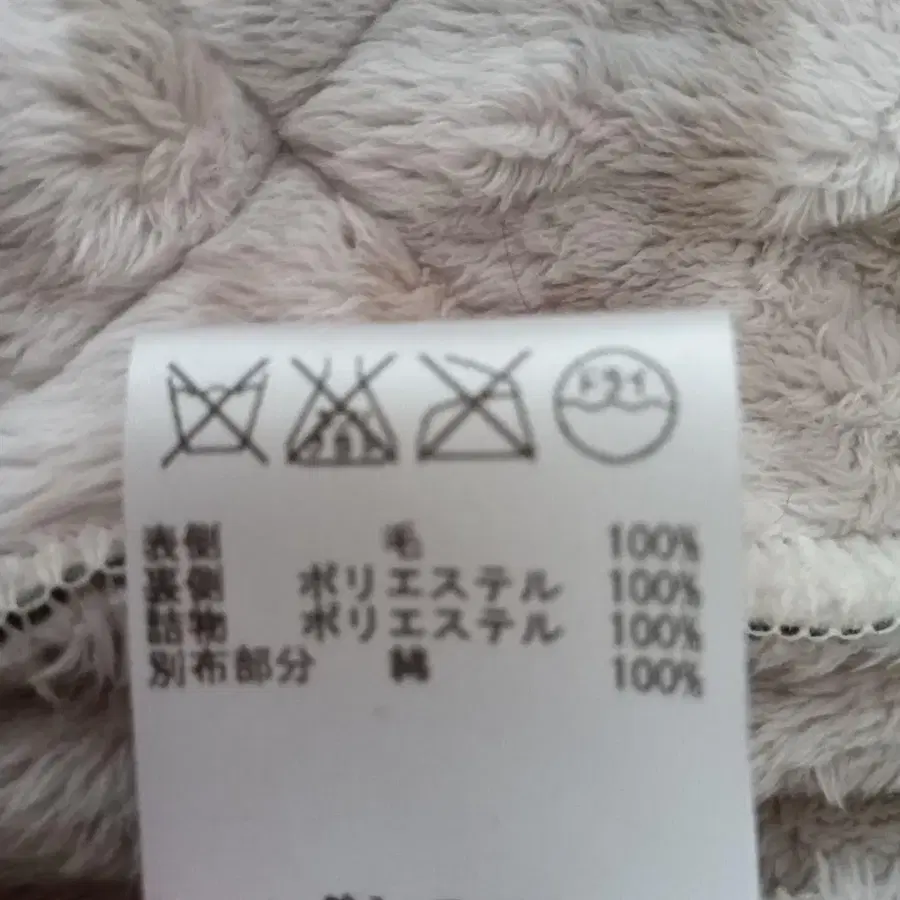 ドライ
表側 毛 100%
裏側 ポリエステル 100%
詰物 ポリエステル 100%
別布部分 綿 100%